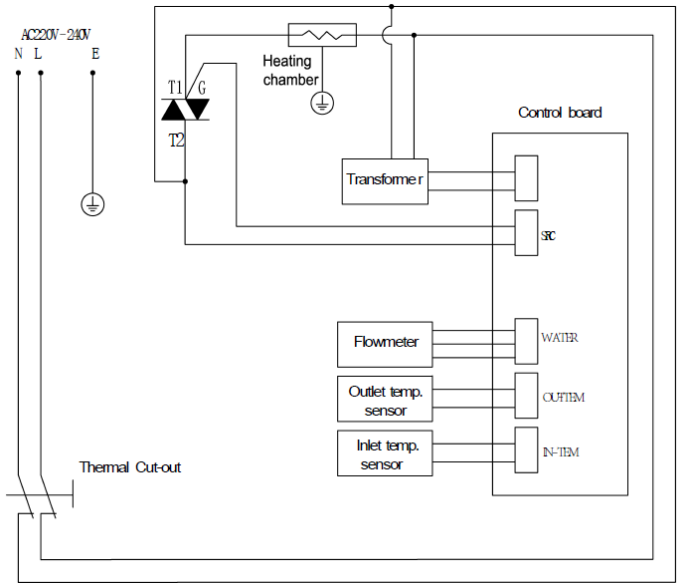 AC220V-240V
N L E
Heating
chamber
T1 G
T2
Control board
Transformer
SRC
Flowmeter
WATER
Outlet temp.
sensor
OUTTEM
Inlet temp.
sensor
IN-TEM
Thermal Cut-out